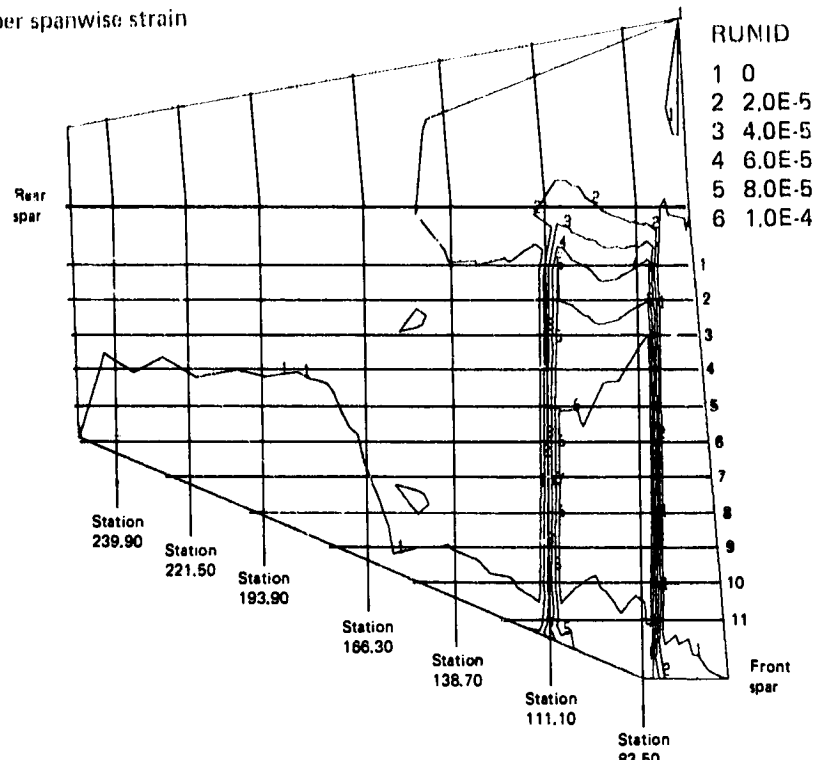 spanwise strain
RUNID
1 0
2 2.0E-5
3 4.0E-5
4 6.0E-5
5 8.0E-5
6 1.0E-4
Rear
spar
1
2
3
4
5
6
7
8
9
10
11
Station
239.90
Station
221.50
Station
193.90
Station
166.30
Station
138.70
Station
111.10
Station
Front
spar